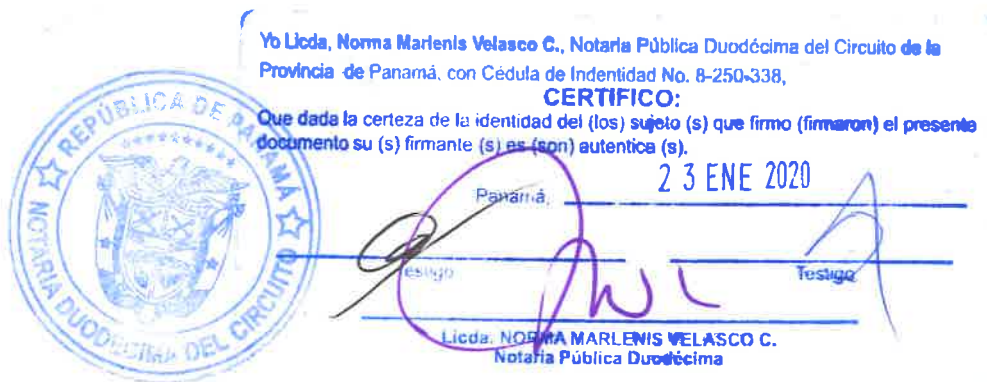 Yo Licda, Norma Marlenis Velasco C., Notaria Pública Duodécima del Circuito de la
Provincia de Panamá, con Cédula de Indentidad No. 8-250-338,
CERTIFICO:
Que dada la certeza de la identidad del (los) sujeto (s) que firmo (firmaron) el presente
documento su (s) firmante (s) es (son) autentica (s).
23 ENE 2020
Panamá,
Testigo
Testigo
Licda. NORMA MARLENIS VELASCO C.
Notaria Pública Duodécima
REPÚBLICA DE PANAMÁ
NOTARIA DUODECIMA DEL CIRCUITO